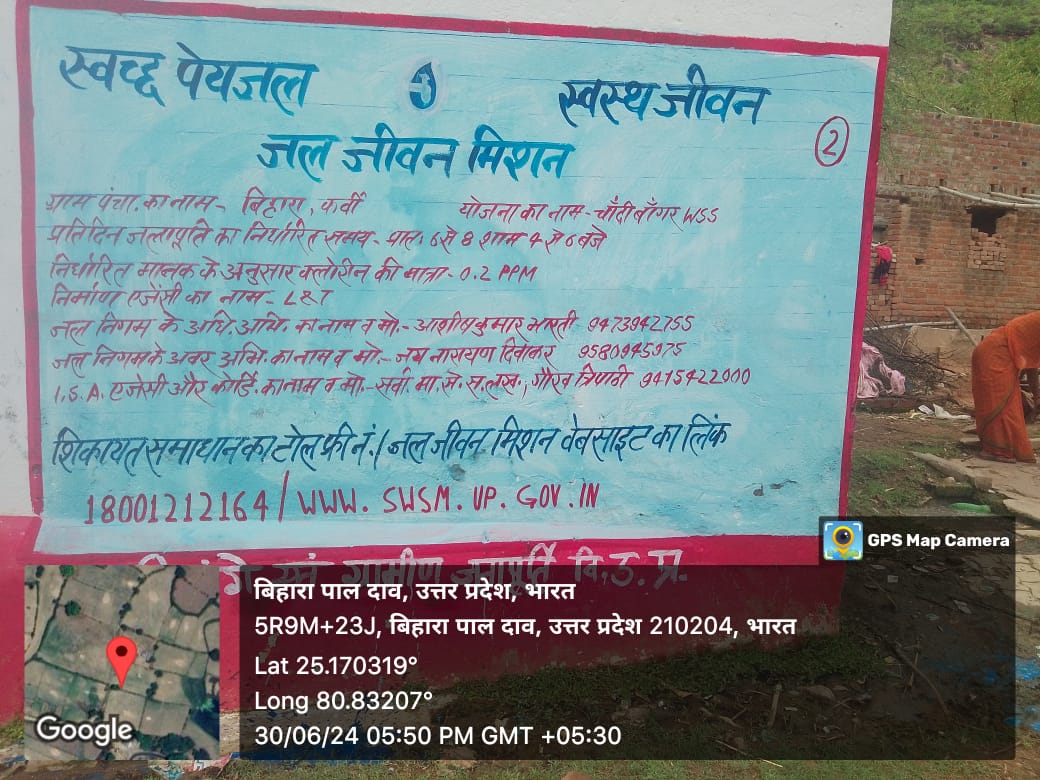 स्वच्छ पेयजल स्वस्थ जीवन
जल जीवन मिशन
2
ग्राम पंचा. का नाम- बिहारा, कर्वी योजना का नाम- चाँदी बाँगर WSS
प्रतिदिन जलापूर्ति का निर्धारित समय- प्रातः 6 से 8 शाम 4 से 6 बजे
निर्धारित मानक के अनुसार क्लोरीन की मात्रा- 0.2 PPM
निर्माण एजेंसी का नाम- L&T
जल निगम के अधि. अभि. का नाम व मो.- आशीष कुमार भारती 9473942755
जल निगम के अवर अभि. का नाम व मो.- जय नारायण दिवाकर 9580945975
I.S.A. एजेसी और कोर्डि. का नाम व मो.- सर्वो. मा. से. स. लख., गौरव त्रिपाठी 9415422000
शिकायत समाधान का टोल फ्री नं. / जल जीवन मिशन वेबसाइट का लिंक
18001212164 / WWW. SWSM. UP. GOV. IN
एवं ग्रामीण जलापूर्ति वि. उ. प्र.
GPS Map Camera
बिहारा पाल दाव, उत्तर प्रदेश, भारत
5R9M+23J, बिहारा पाल दाव, उत्तर प्रदेश 210204, भारत
Lat 25.170319°
Long 80.83207°
30/06/24 05:50 PM GMT +05:30
Google